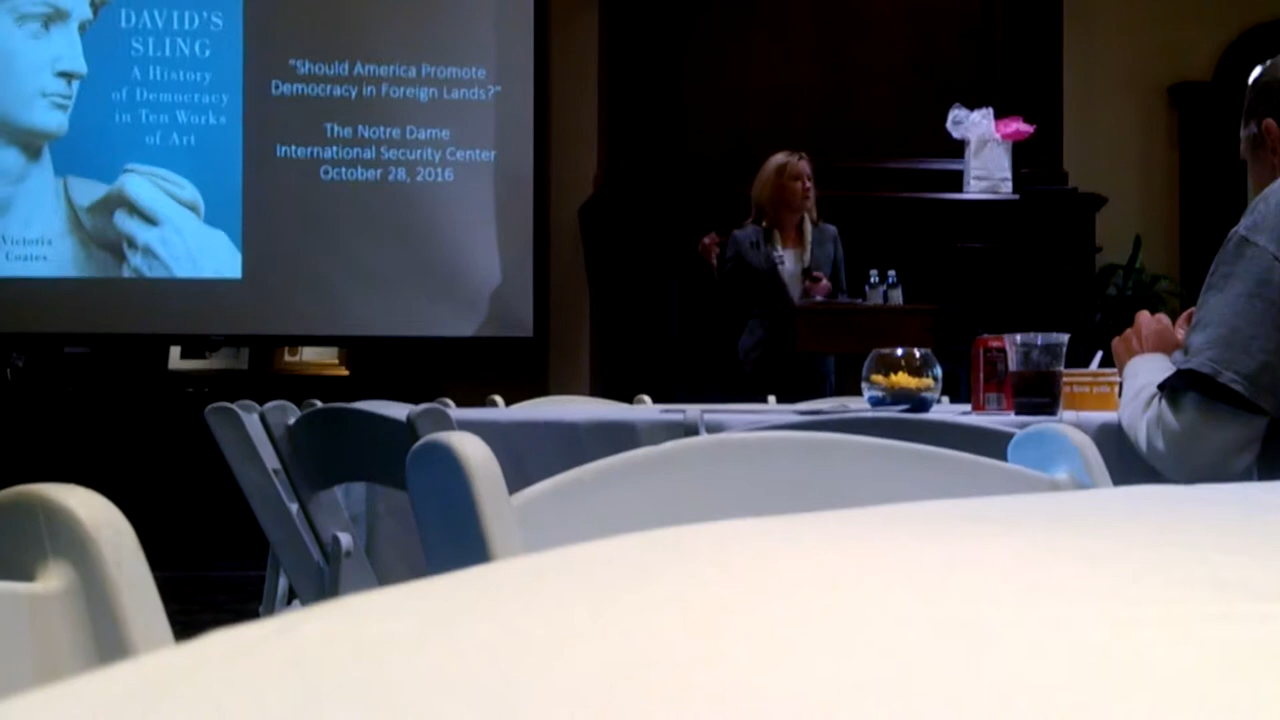 DAVID'S
SLING
A History
of Democracy
in Ten Works
of Art
Victoria
Coates
"Should America Promote
Democracy in Foreign Lands?"
The Notre Dame
International Security Center
October 28, 2016